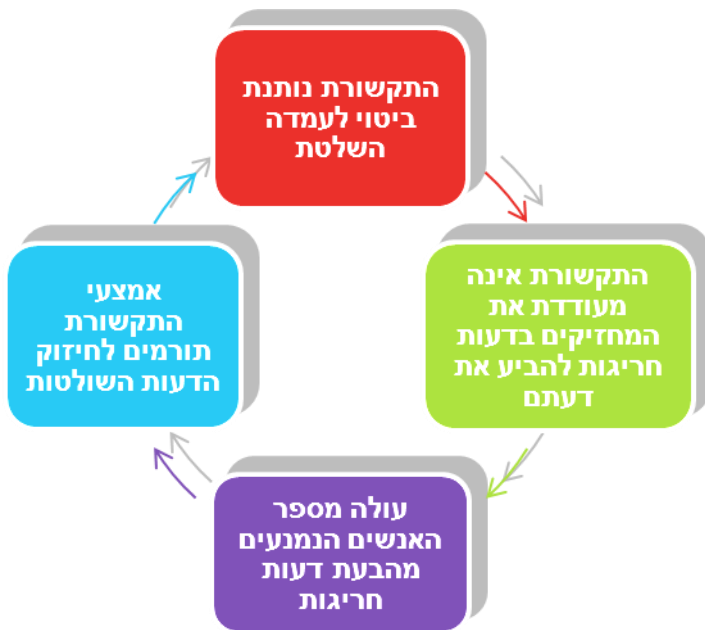 התקשורת נותנת
ביטוי לעמדה
השלטת
התקשורת אינה
מעודדת את
המחזיקים בדעות
חריגות להביע את
דעתם
עולה מספר
האנשים הנמנעים
מהבעת דעות
חריגות
אמצעי
התקשורת
תורמים לחיזוק
הדעות השולטות